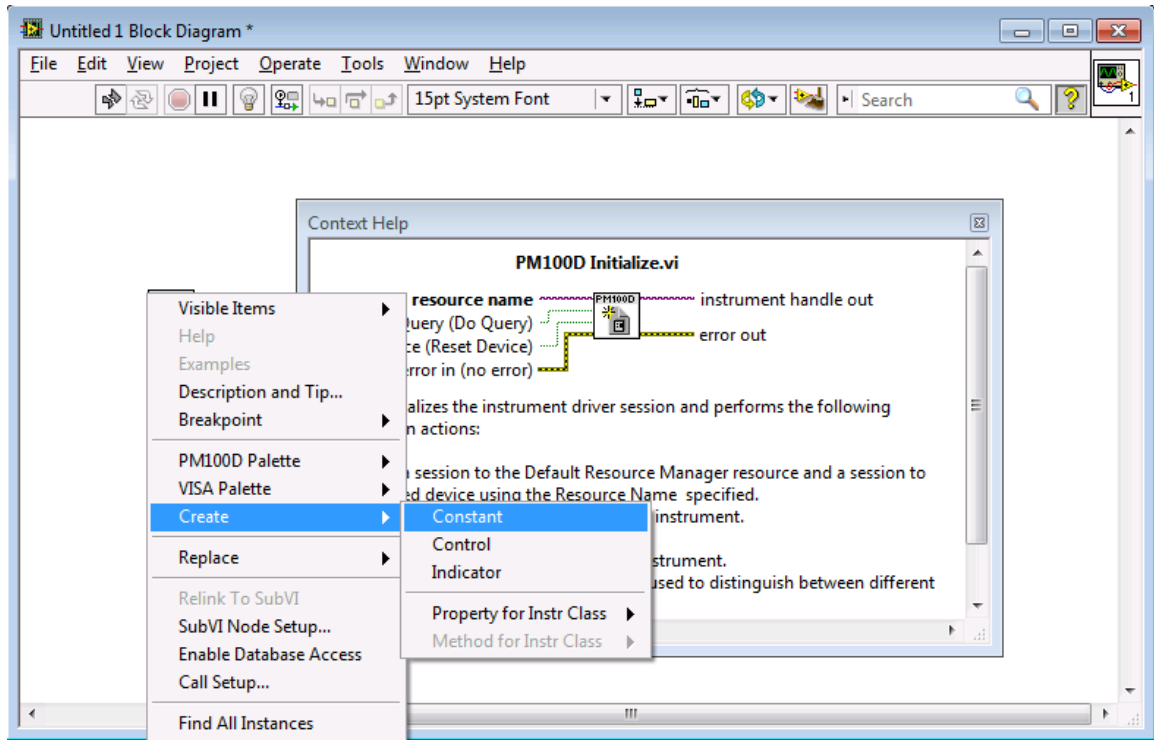 Untitled 1 Block Diagram *
File Edit View Project Operate Tools Window Help
15pt System Font
Search
1
Context Help
PM100D Initialize.vi
resource name
PM100D
instrument handle out
Query (Do Query)
error out
ce (Reset Device)
error in (no error)
alizes the instrument driver session and performs the following
n actions:
session to the Default Resource Manager resource and a session to
ed device using the Resource Name specified.
instrument.
strument.
used to distinguish between different
Visible Items
Help
Examples
Description and Tip...
Breakpoint
PM100D Palette
VISA Palette
Create
Replace
Relink To SubVI
SubVI Node Setup...
Enable Database Access
Call Setup...
Find All Instances
Constant
Control
Indicator
Property for Instr Class
Method for Instr Class